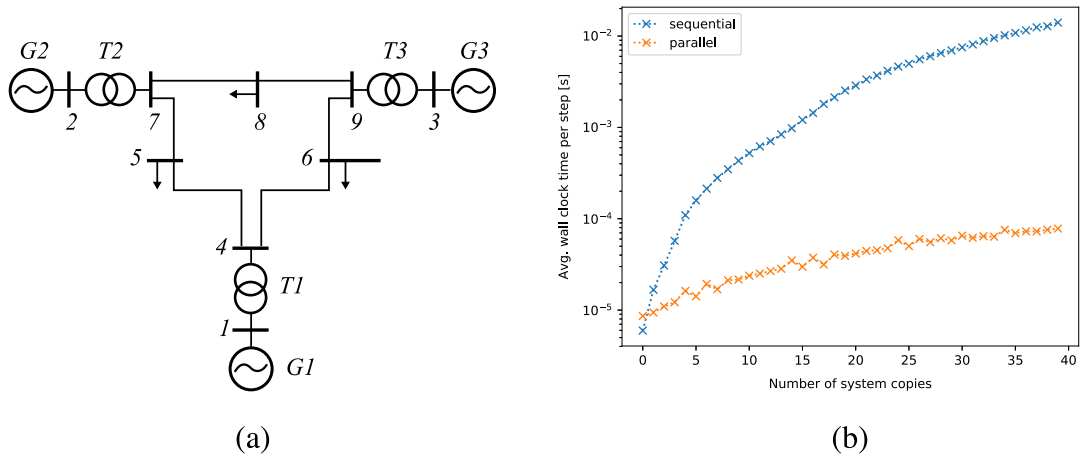 G2 T2 T3 G3
2 7 8 9 3
5 6
4
T1
1
G1
(a)
sequential
parallel
Avg. wall clock time per step [s]
10⁻²
10⁻³
10⁻⁴
10⁻⁵
0 5 10 15 20 25 30 35 40
Number of system copies
(b)